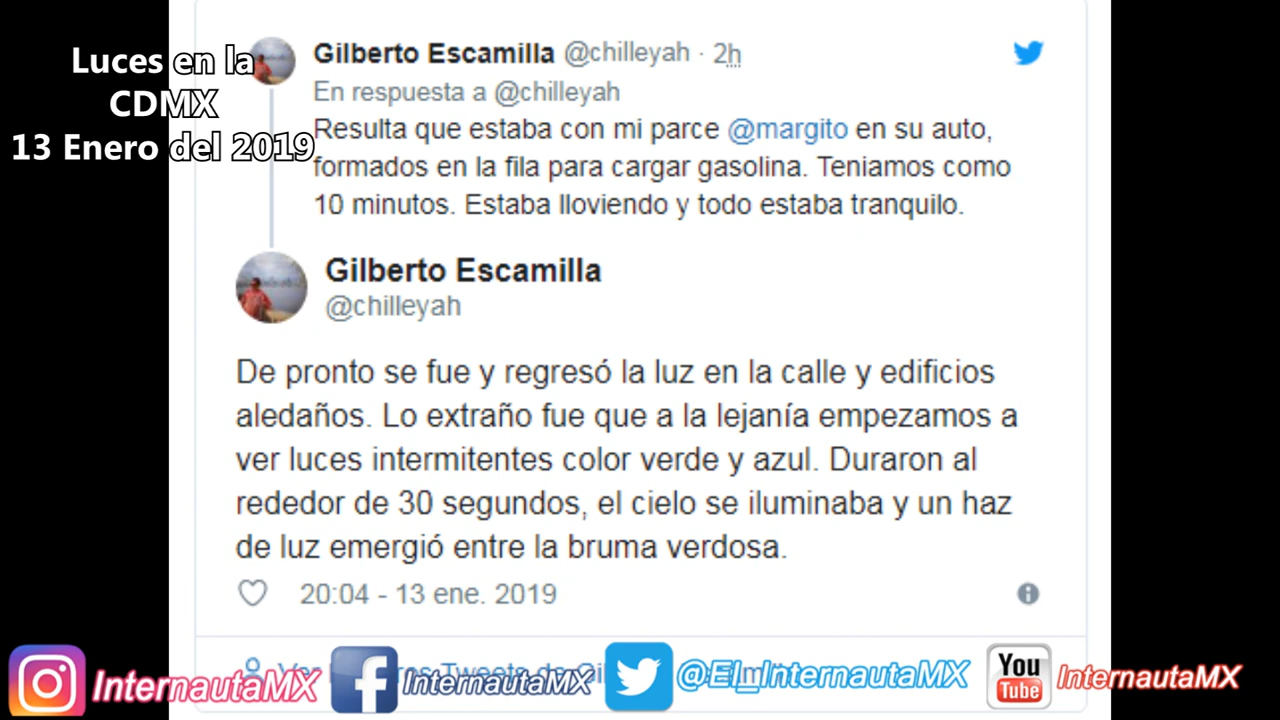 Luces en la
CDMX
13 Enero del 2019
Gilberto Escamilla @chilleyah · 2h
En respuesta a @chilleyah
Resulta que estaba con mi parce @margito en su auto,
formados en la fila para cargar gasolina. Teniamos como
10 minutos. Estaba lloviendo y todo estaba tranquilo.
Gilberto Escamilla
@chilleyah
De pronto se fue y regresó la luz en la calle y edificios
aledaños. Lo extraño fue que a la lejanía empezamos a
ver luces intermitentes color verde y azul. Duraron al
rededor de 30 segundos, el cielo se iluminaba y un haz
de luz emergió entre la bruma verdosa.
20:04 - 13 ene. 2019
Tweets de
InternautaMX
InternautaMX
@El_InternautaMX
You Tube
InternautaMX